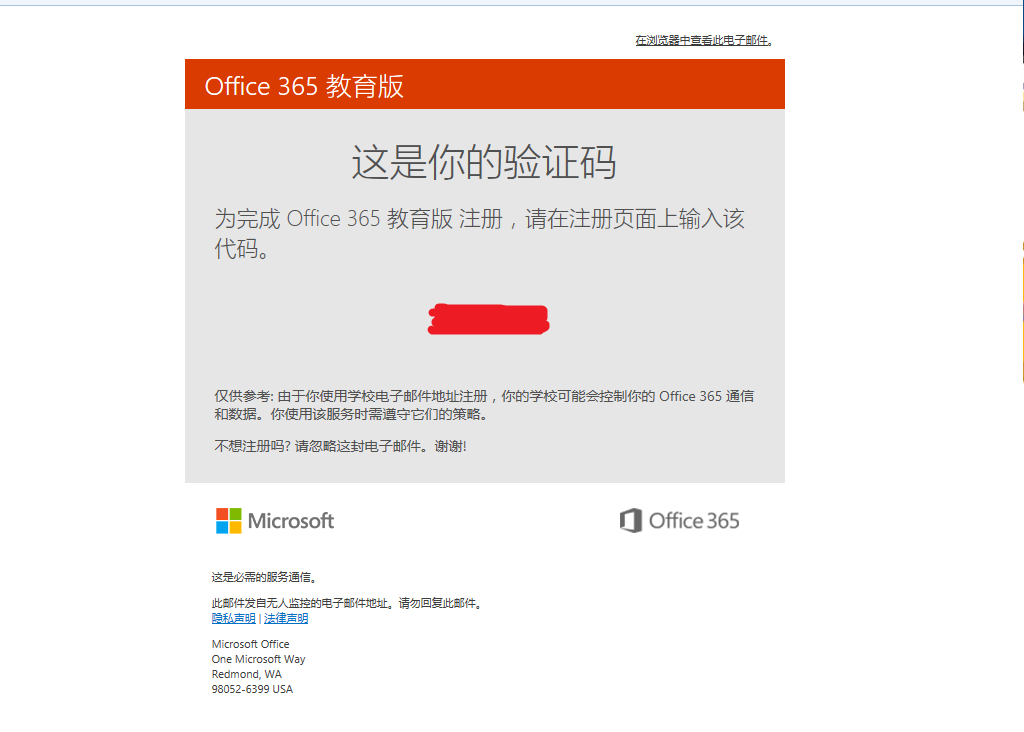 在浏览器中查看此电子邮件。
Office 365 教育版
这是你的验证码
为完成 Office 365 教育版 注册，请在注册页面上输入该
代码。
仅供参考: 由于你使用学校电子邮件地址注册，你的学校可能会控制你的 Office 365 通信
和数据。你使用该服务时需遵守它们的策略。
不想注册吗? 请忽略这封电子邮件。谢谢!
Microsoft
Office 365
这是必需的服务通信。
此邮件发自无人监控的电子邮件地址。请勿回复此邮件。
隐私声明 | 法律声明
Microsoft Office
One Microsoft Way
Redmond, WA
98052-6399 USA